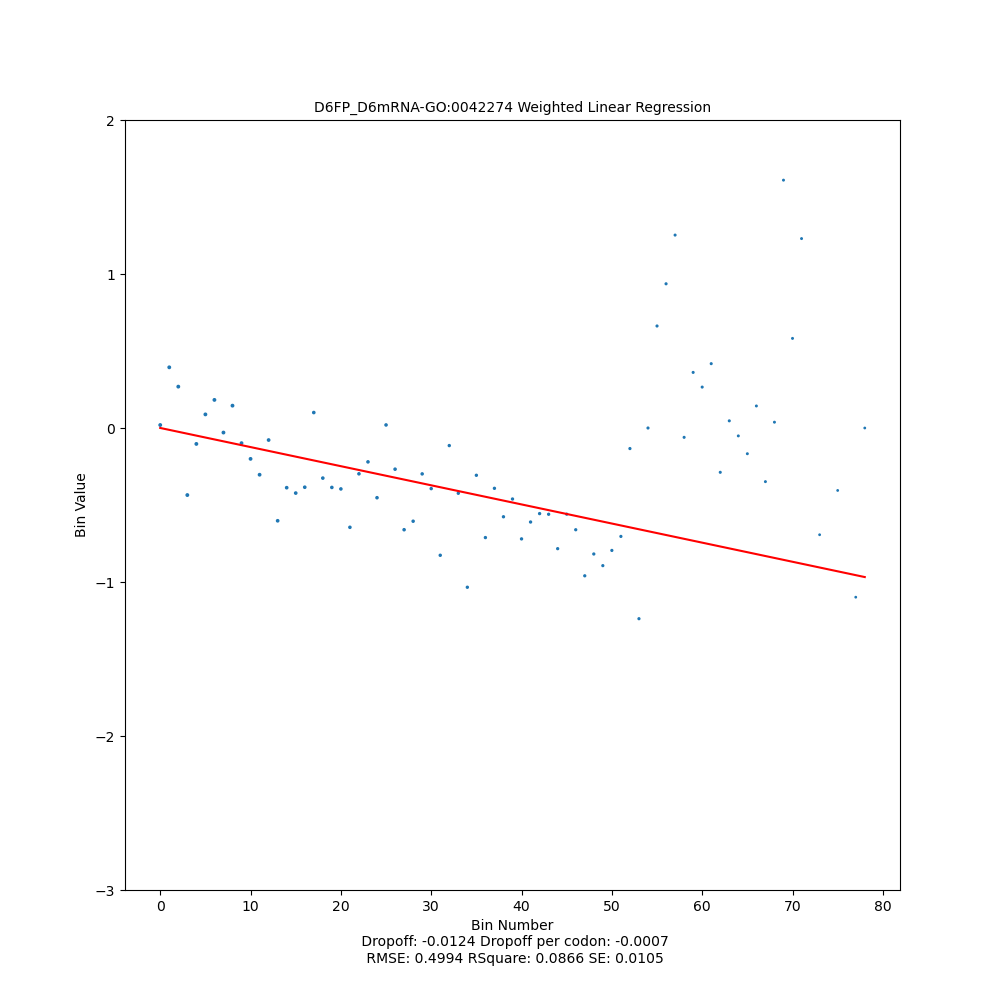 D6FP_D6mRNA-GO:0042274 Weighted Linear Regression
2
1
0
−1
−2
−3
Bin Value
0 10 20 30 40 50 60 70 80
Bin Number
Dropoff: -0.0124 Dropoff per codon: -0.0007
RMSE: 0.4994 RSquare: 0.0866 SE: 0.0105